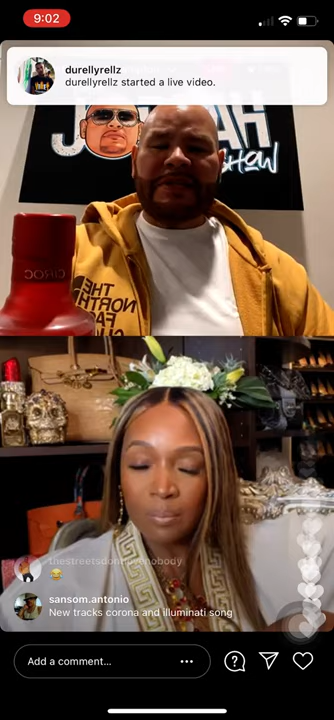 9:02
durellyrellz
durellyrellz started a live video.
SHOW
CIROC
THE
NORTH
FACE
thestreetsdontlovenobody
😂
sansom.antonio
New tracks corona and illuminati song
Add a comment...